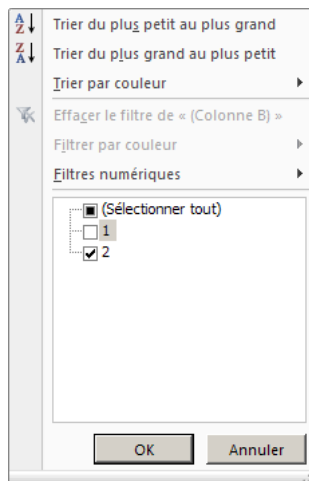 Trier du plus petit au plus grand
Trier du plus grand au plus petit
Trier par couleur
Effacer le filtre de « (Colonne B) »
Filtrer par couleur
Filtres numériques
(Sélectionner tout)
1
2
OK Annuler